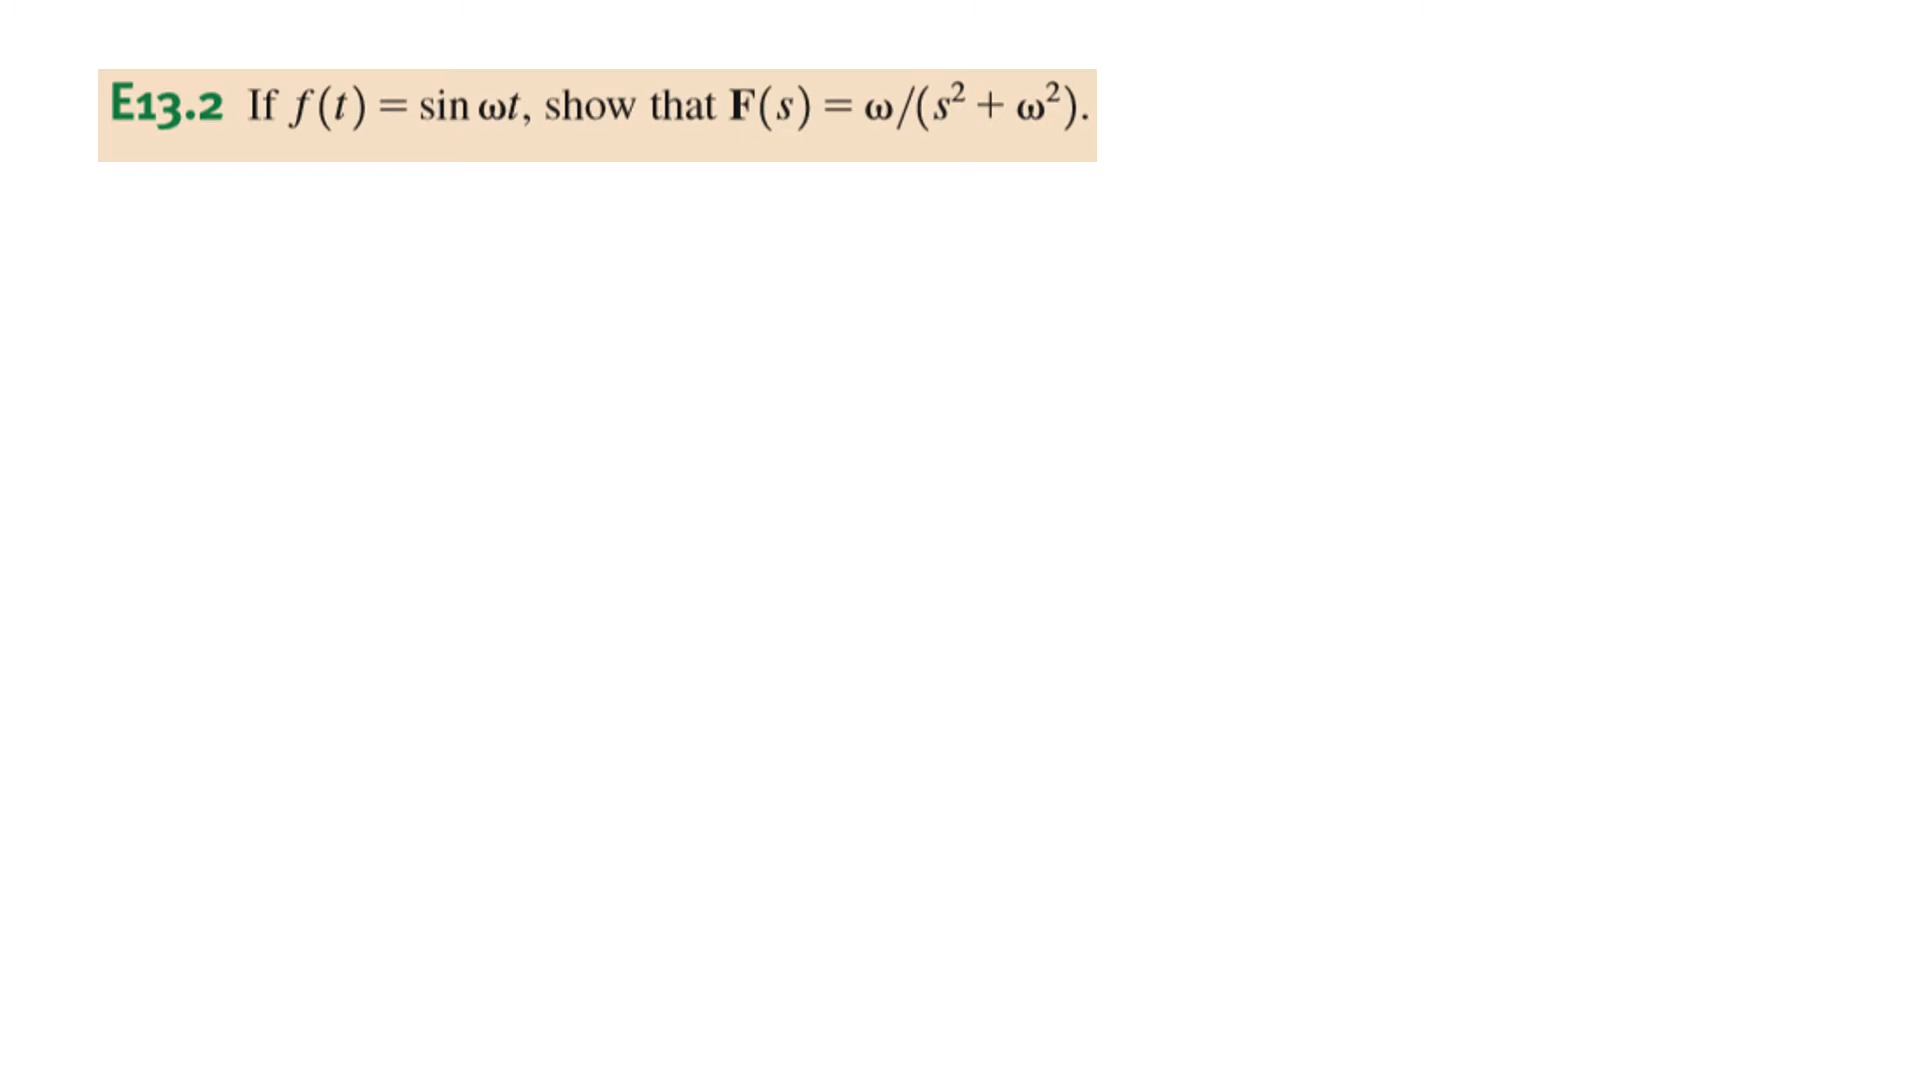 E13.2 If f(t) = sin ωt, show that F(s) = ω/(s² + ω²).